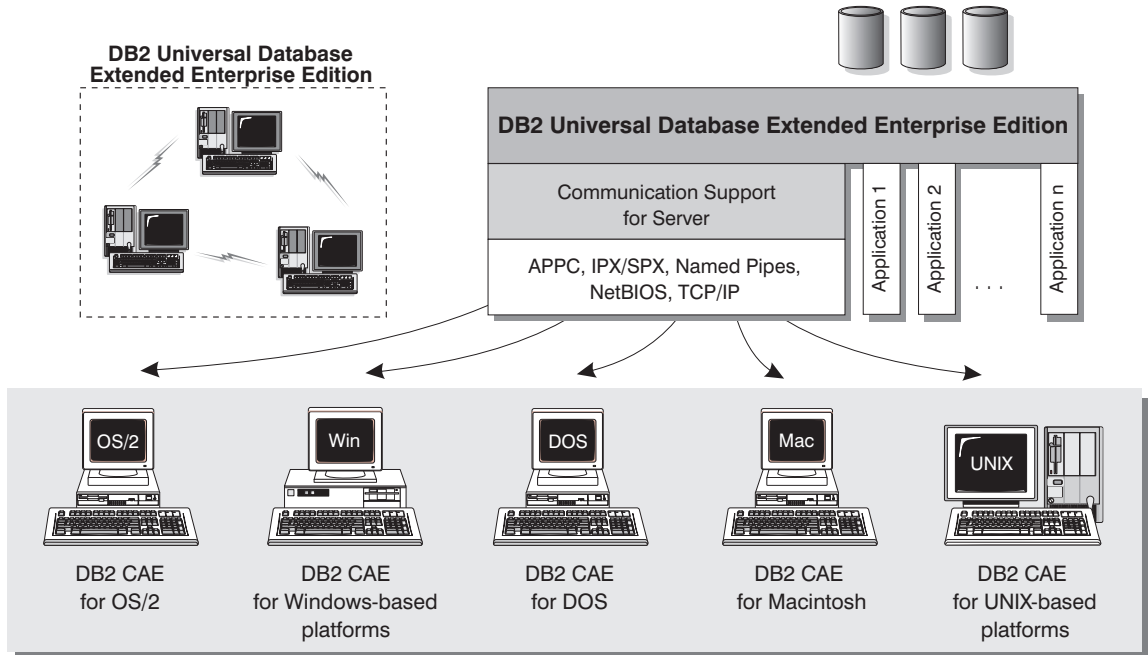 DB2 Universal Database
Extended Enterprise Edition
DB2 Universal Database Extended Enterprise Edition
Communication Support
for Server
APPC, IPX/SPX, Named Pipes,
NetBIOS, TCP/IP
Application 1
Application 2
. . .
Application n
OS/2
Win
DOS
Mac
UNIX
DB2 CAE
for OS/2
DB2 CAE
for Windows-based
platforms
DB2 CAE
for DOS
DB2 CAE
for Macintosh
DB2 CAE
for UNIX-based
platforms